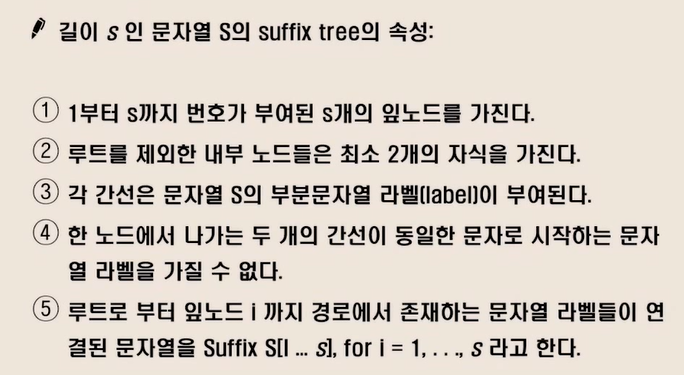 길이 s 인 문자열 S의 suffix tree의 속성:
① 1부터 s까지 번호가 부여된 s개의 잎노드를 가진다.
② 루트를 제외한 내부 노드들은 최소 2개의 자식을 가진다.
③ 각 간선은 문자열 S의 부분문자열 라벨(label)이 부여된다.
④ 한 노드에서 나가는 두 개의 간선이 동일한 문자로 시작하는 문자
열 라벨을 가질 수 없다.
⑤ 루트로 부터 잎노드 i 까지 경로에서 존재하는 문자열 라벨들이 연
결된 문자열을 Suffix S[I ... s], for i = 1, . . ., s 라고 한다.